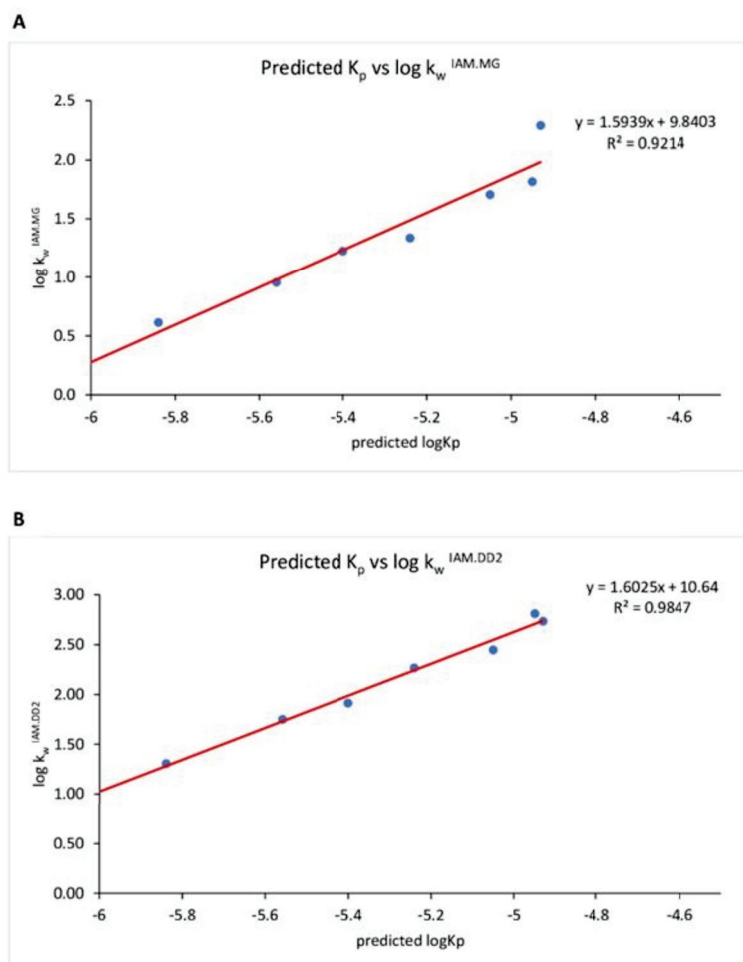 A
Predicted Kp vs log kw IAM.MG
2.5
y = 1.5939x + 9.8403
R² = 0.9214
2.0
1.5
1.0
0.5
0.0
log kw IAM.MG
-6 -5.8 -5.6 -5.4 -5.2 -5 -4.8 -4.6
predicted logKp
B
Predicted Kp vs log kw IAM.DD2
3.00
y = 1.6025x + 10.64
R² = 0.9847
2.50
2.00
1.50
1.00
0.50
0.00
log kw IAM.DD2
-6 -5.8 -5.6 -5.4 -5.2 -5 -4.8 -4.6
predicted logKp